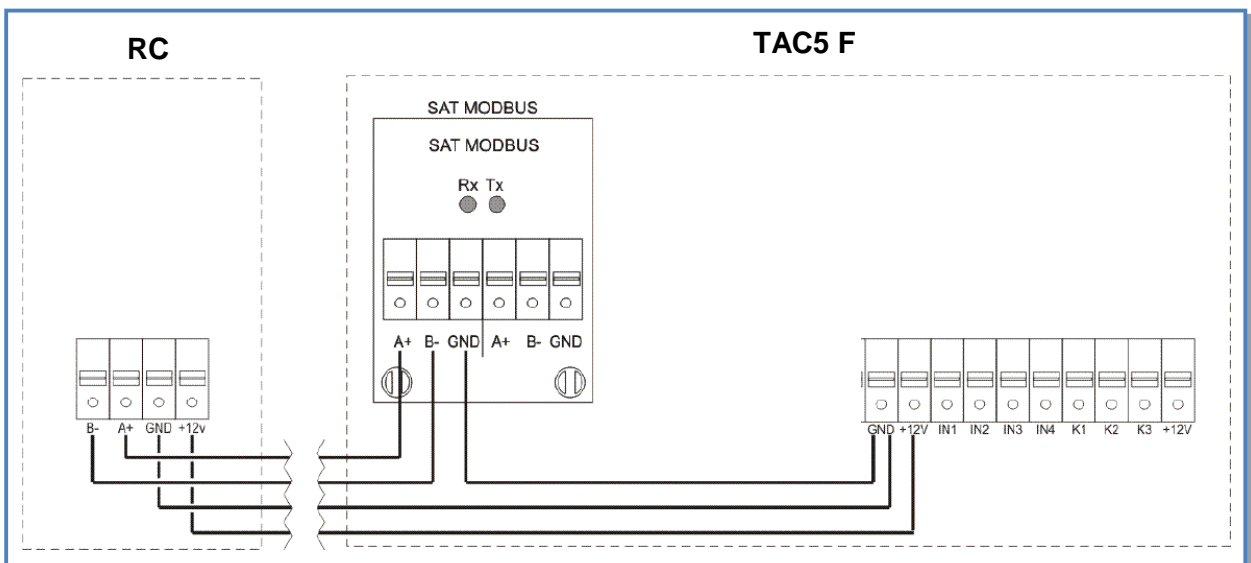 RC
TAC5 F
SAT MODBUS
SAT MODBUS
Rx Tx
A+ B- GND A+ B- GND
B- A+ GND +12v
GND +12V IN1 IN2 IN3 IN4 K1 K2 K3 +12V